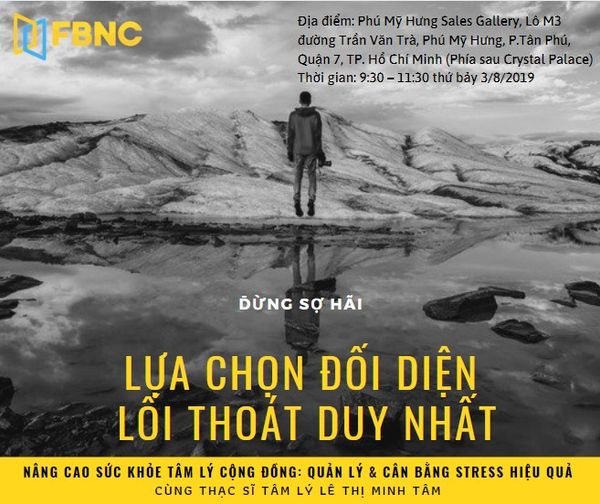 FBNC
Địa điểm: Phú Mỹ Hưng Sales Gallery, Lô M3
đường Trần Văn Trà, Phú Mỹ Hưng, P.Tân Phú,
Quận 7, TP. Hồ Chí Minh (Phía sau Crystal Palace)
Thời gian: 9:30 – 11:30 thứ bảy 3/8/2019
ĐỪNG SỢ HÃI
LỰA CHỌN ĐỐI DIỆN
LỐI THOÁT DUY NHẤT
NÂNG CAO SỨC KHỎE TÂM LÝ CỘNG ĐỒNG: QUẢN LÝ & CÂN BẰNG STRESS HIỆU QUẢ
CÙNG THẠC SĨ TÂM LÝ LÊ THỊ MINH TÂM